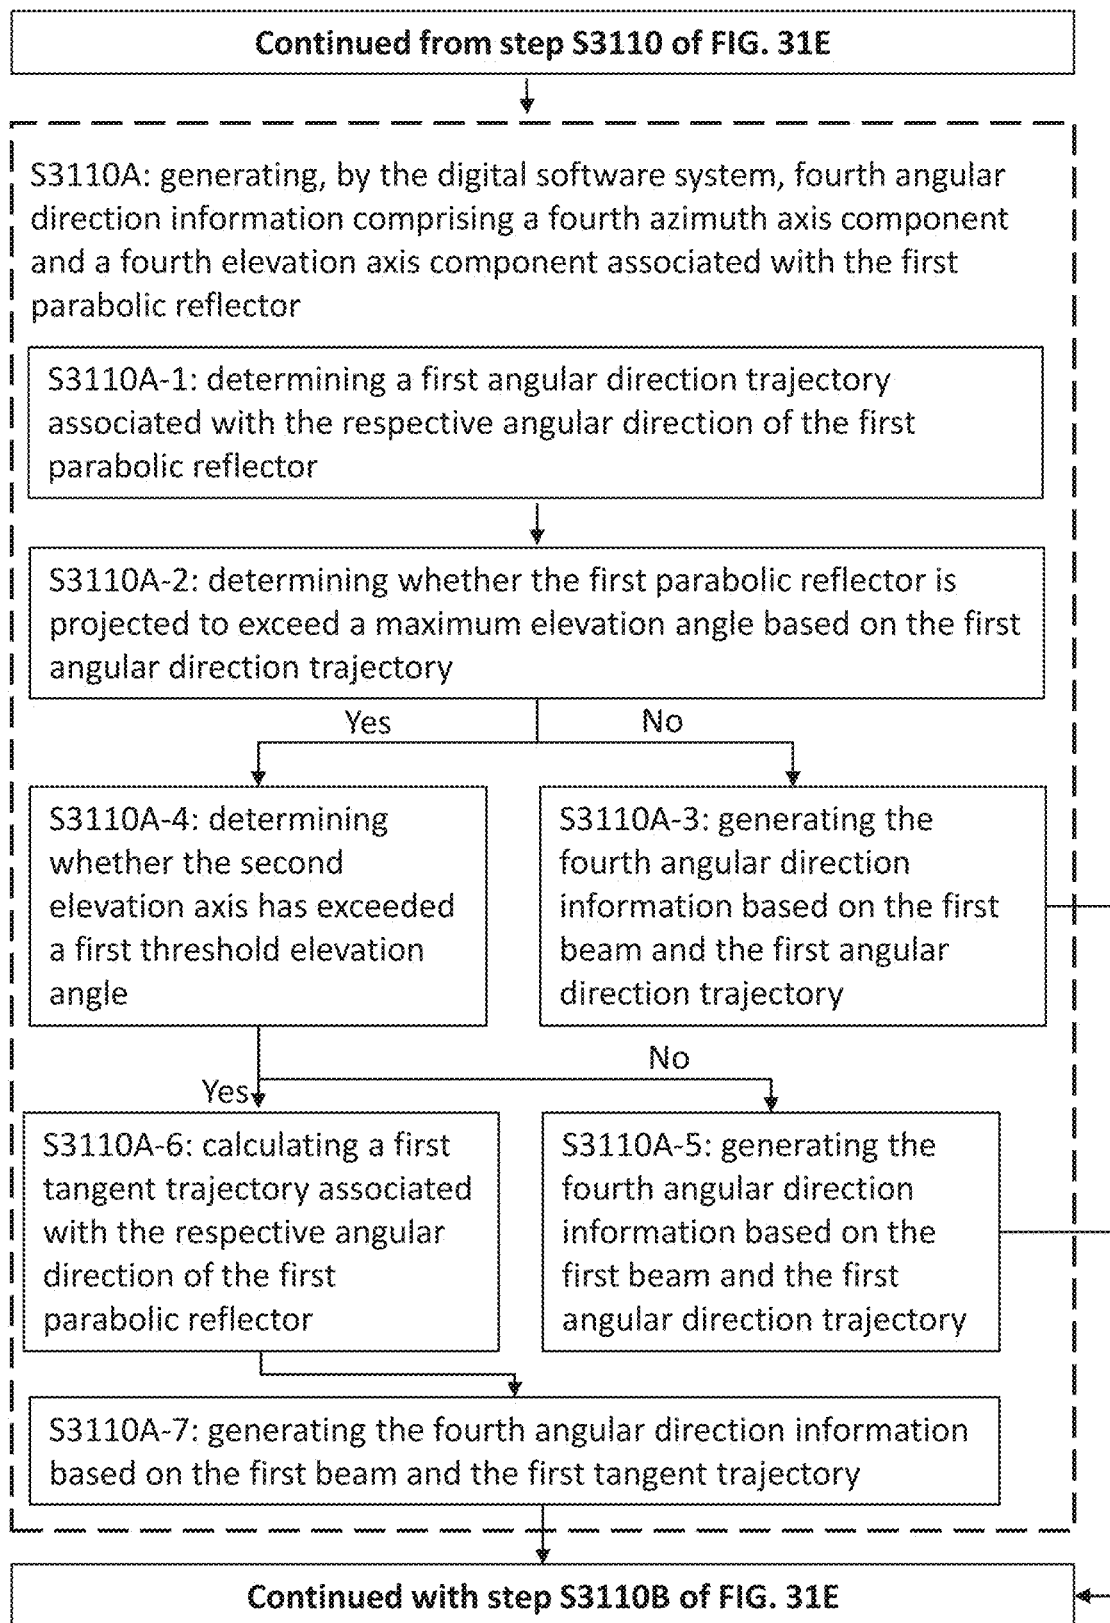 Continued from step S3110 of FIG. 31E
S3110A: generating, by the digital software system, fourth angular
direction information comprising a fourth azimuth axis component
and a fourth elevation axis component associated with the first
parabolic reflector
S3110A-1: determining a first angular direction trajectory
associated with the respective angular direction of the first
parabolic reflector
S3110A-2: determining whether the first parabolic reflector is
projected to exceed a maximum elevation angle based on the first
angular direction trajectory
Yes
No
S3110A-4: determining
whether the second
elevation axis has exceeded
a first threshold elevation
angle
S3110A-3: generating the
fourth angular direction
information based on the first
beam and the first angular
direction trajectory
No
Yes
S3110A-6: calculating a first
tangent trajectory associated
with the respective angular
direction of the first
parabolic reflector
S3110A-5: generating the
fourth angular direction
information based on the
first beam and the first
angular direction trajectory
S3110A-7: generating the fourth angular direction information
based on the first beam and the first tangent trajectory
Continued with step S3110B of FIG. 31E